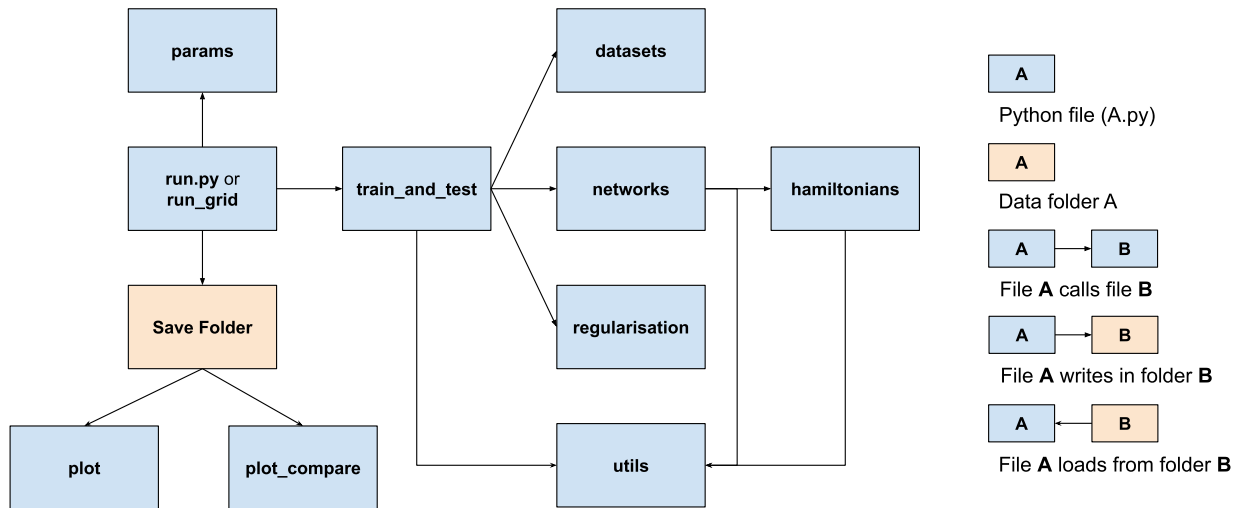 params
datasets
run.py or
run_grid
train_and_test
networks
hamiltonians
Save Folder
regularisation
plot
plot_compare
utils
A
Python file (A.py)
A
Data folder A
A
B
File A calls file B
A
B
File A writes in folder B
A
B
File A loads from folder B